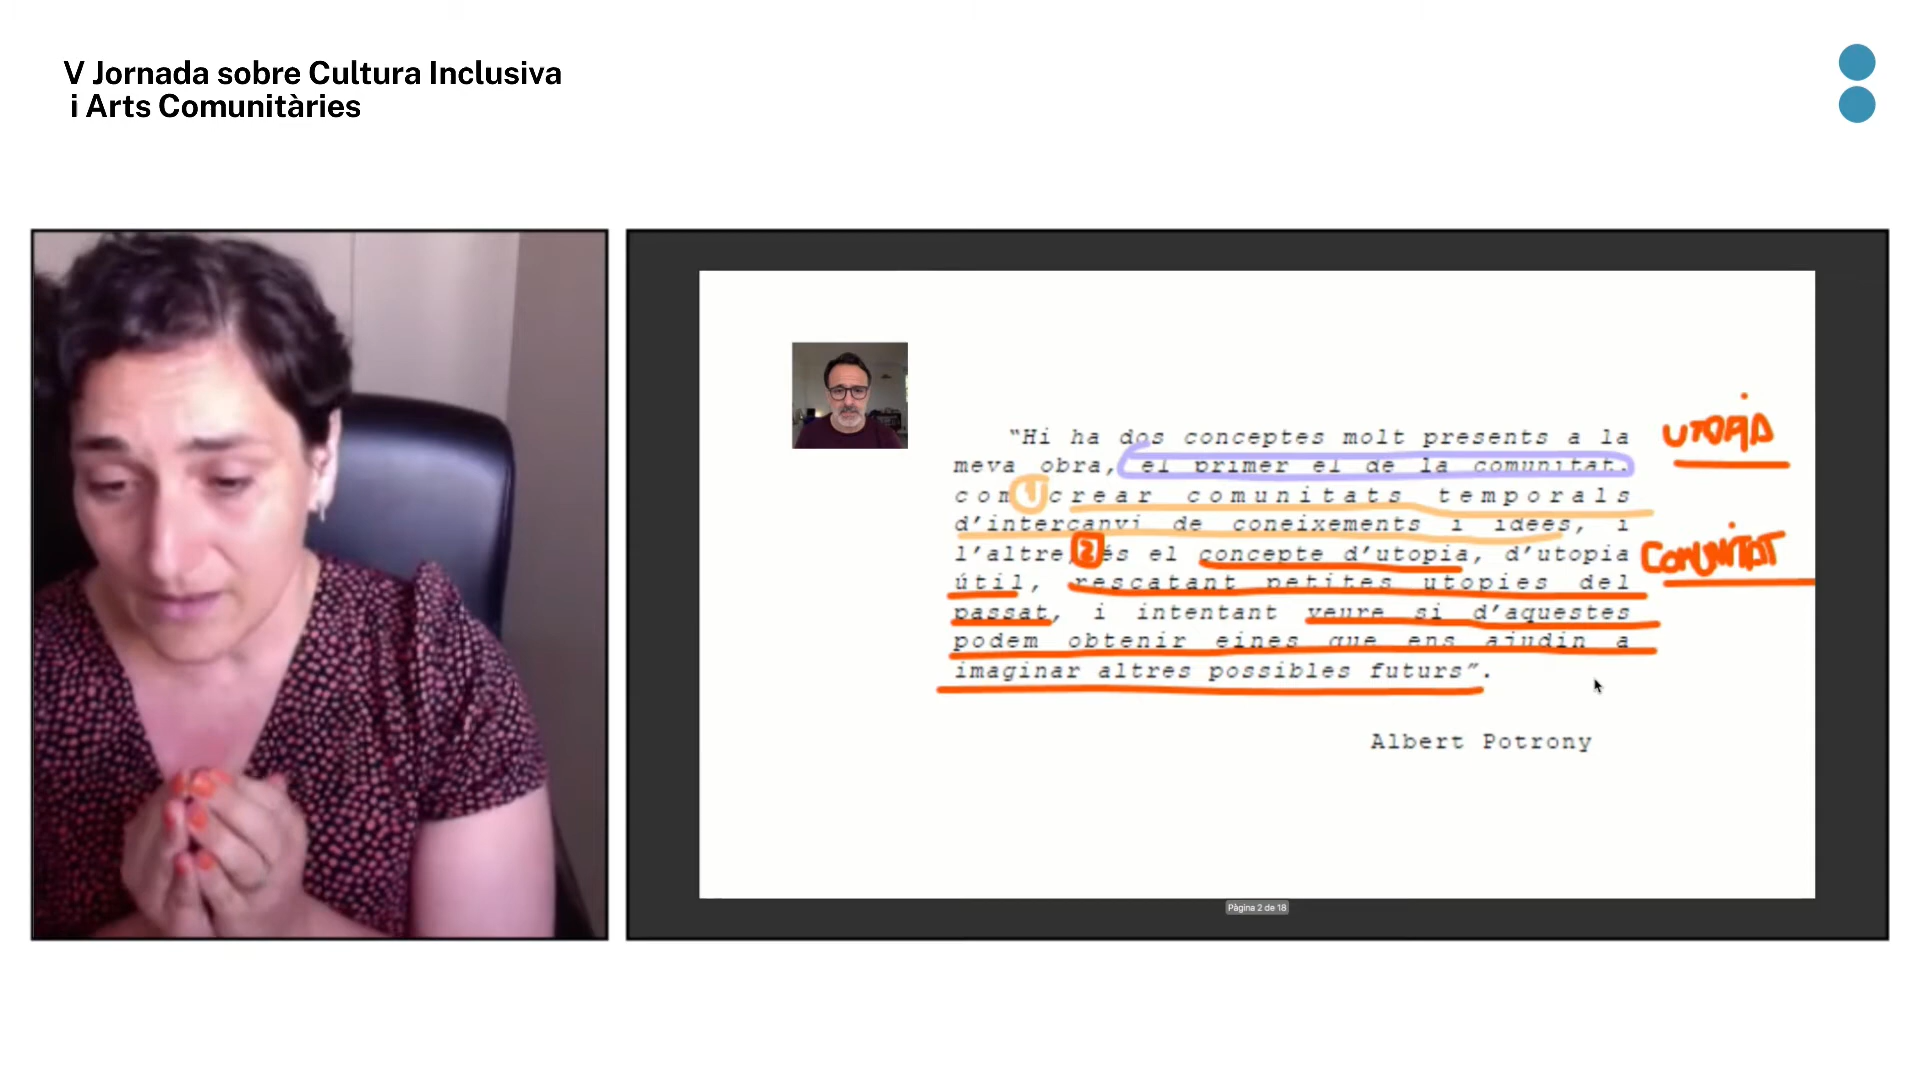 V Jornada sobre Cultura Inclusiva
i Arts Comunitàries
“Hi ha dos conceptes molt presents a la
meva obra, el primer el de la comunitat.
com 1 crear comunitats temporals
d’intercanvi de coneixements i idees, i
l’altre, 2 és el concepte d’utopia, d’utopia
útil, rescatant petites utopies del
passat, i intentant veure si d’aquestes
podem obtenir eines que ens ajudin a
imaginar altres possibles futurs”.
Albert Potrony
UTOPIA
COMUNITAT
Pàgina 2 de 18